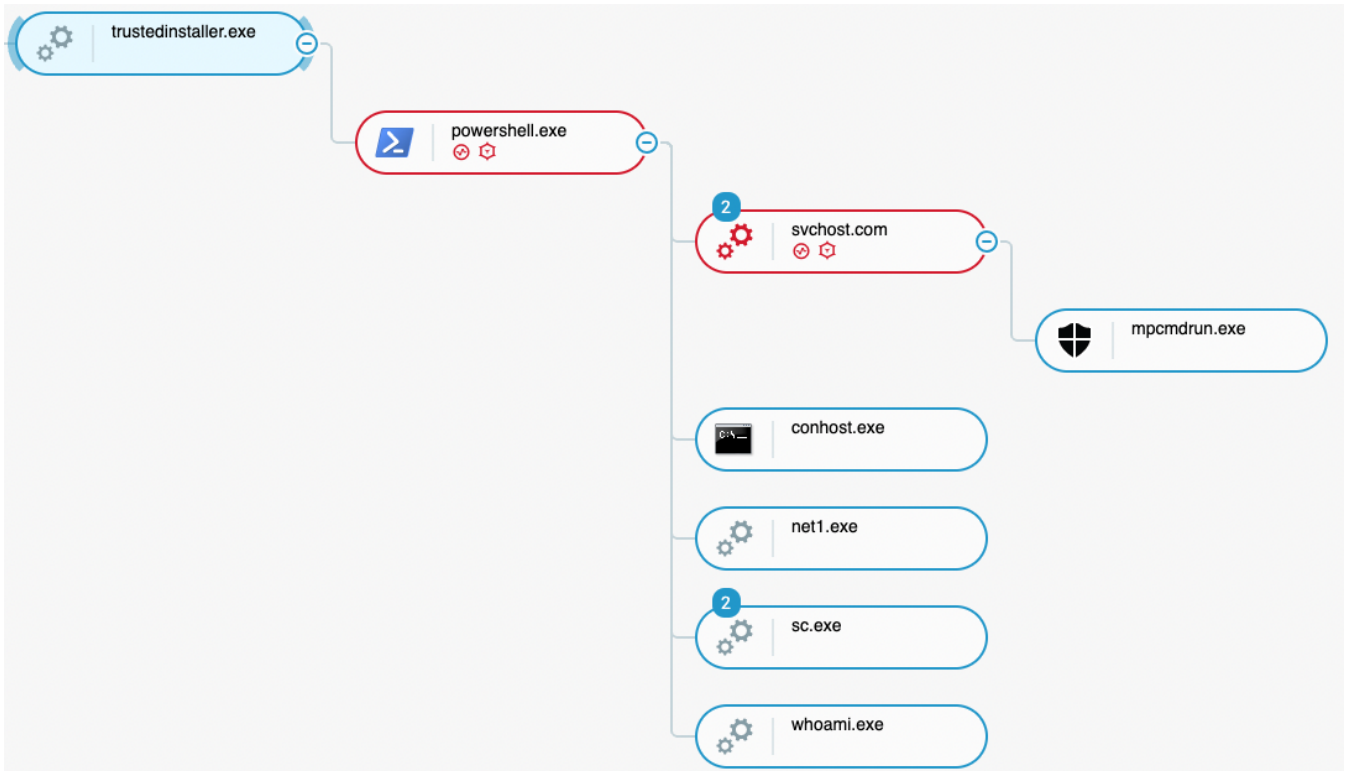 trustedinstaller.exe
powershell.exe
2
svchost.com
mpcmdrun.exe
C:\_
conhost.exe
net1.exe
2
sc.exe
whoami.exe